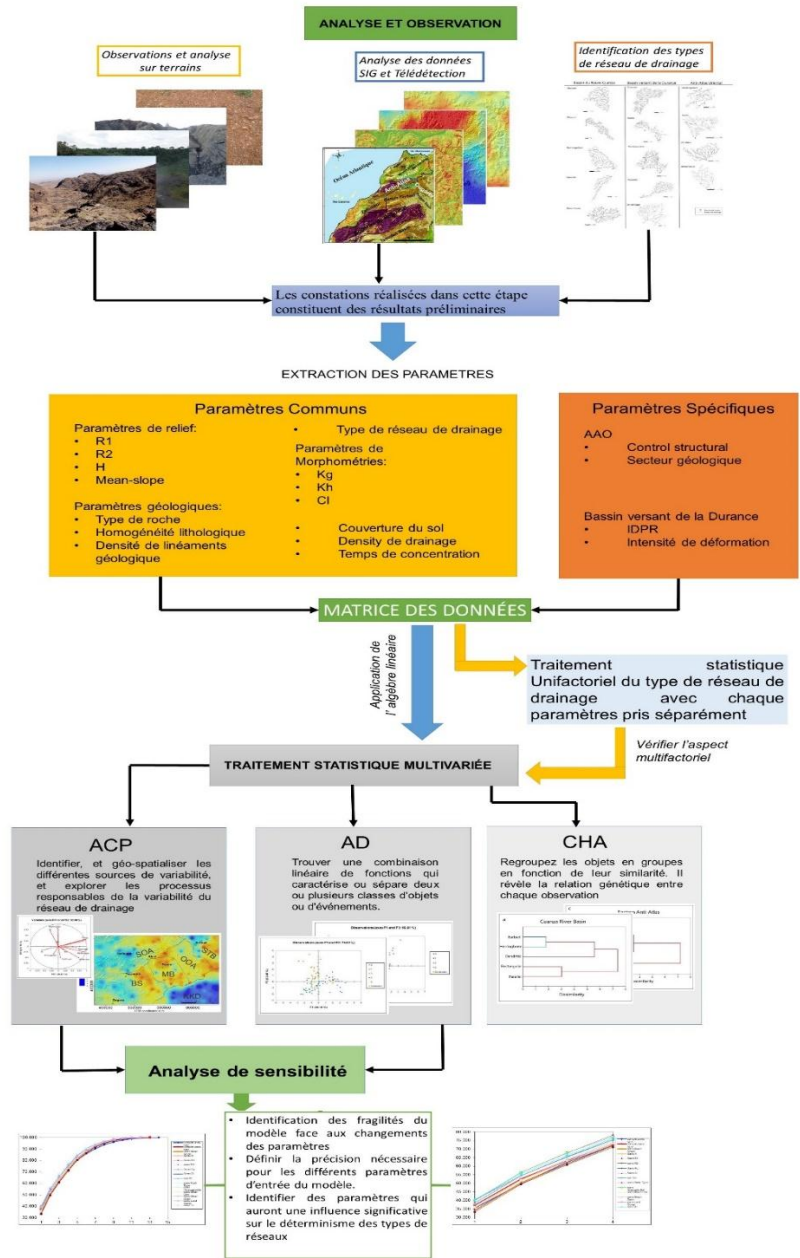 ANALYSE ET OBSERVATION
Observations et analyse
sur terrains
Analyse des données
SIG et Télédétection
Identification des types
de réseau de drainage
Océan Atlantique
Les constations réalisées dans cette étape
constituent des résultats préliminaires
EXTRACTION DES PARAMETRES
Paramètres Communs
Paramètres de relief:
• R1
• R2
• H
• Mean-slope
Paramètres géologiques:
• Type de roche
• Homogénéité lithologique
• Densité de linéaments
géologique
• Type de réseau de drainage
Paramètres de
Morphométries:
• Kg
• Kh
• CI
• Couverture du sol
• Density de drainage
• Temps de concentration
Paramètres Spécifiques
AAO
• Control structural
• Secteur géologique
Bassin versant de la Durance
• IDPR
• Intensité de déformation
MATRICE DES DONNÉES
Application de
l' algèbre linéaire
Traitement statistique
Unifactoriel du type de réseau de
drainage avec chaque
paramètres pris séparément
Vérifier l'aspect
multifactoriel
TRAITEMENT STATISTIQUE MULTIVARIÉE
ACP
Identifier, et géo-spatialiser les
différentes sources de variabilité,
et explorer les processus
responsables de la variabilité du
réseau de drainage
SOA
ODA
STB
MB
BS
AD
Trouver une combinaison
linéaire de fonctions qui
caractérise ou sépare deux
ou plusieurs classes d'objets
ou d'événements.
CHA
Regroupez les objets en groupes
en fonction de leur similarité. Il
révèle la relation génétique entre
chaque observation
River Basin
Dissimilarity
Analyse de sensibilité
• Identification des fragilités du
modèle face aux changements
des paramètres
• Définir la précision nécessaire
pour les différents paramètres
d'entrée du modèle.
• Identifier des paramètres qui
auront une influence significative
sur le déterminisme des types de
réseaux